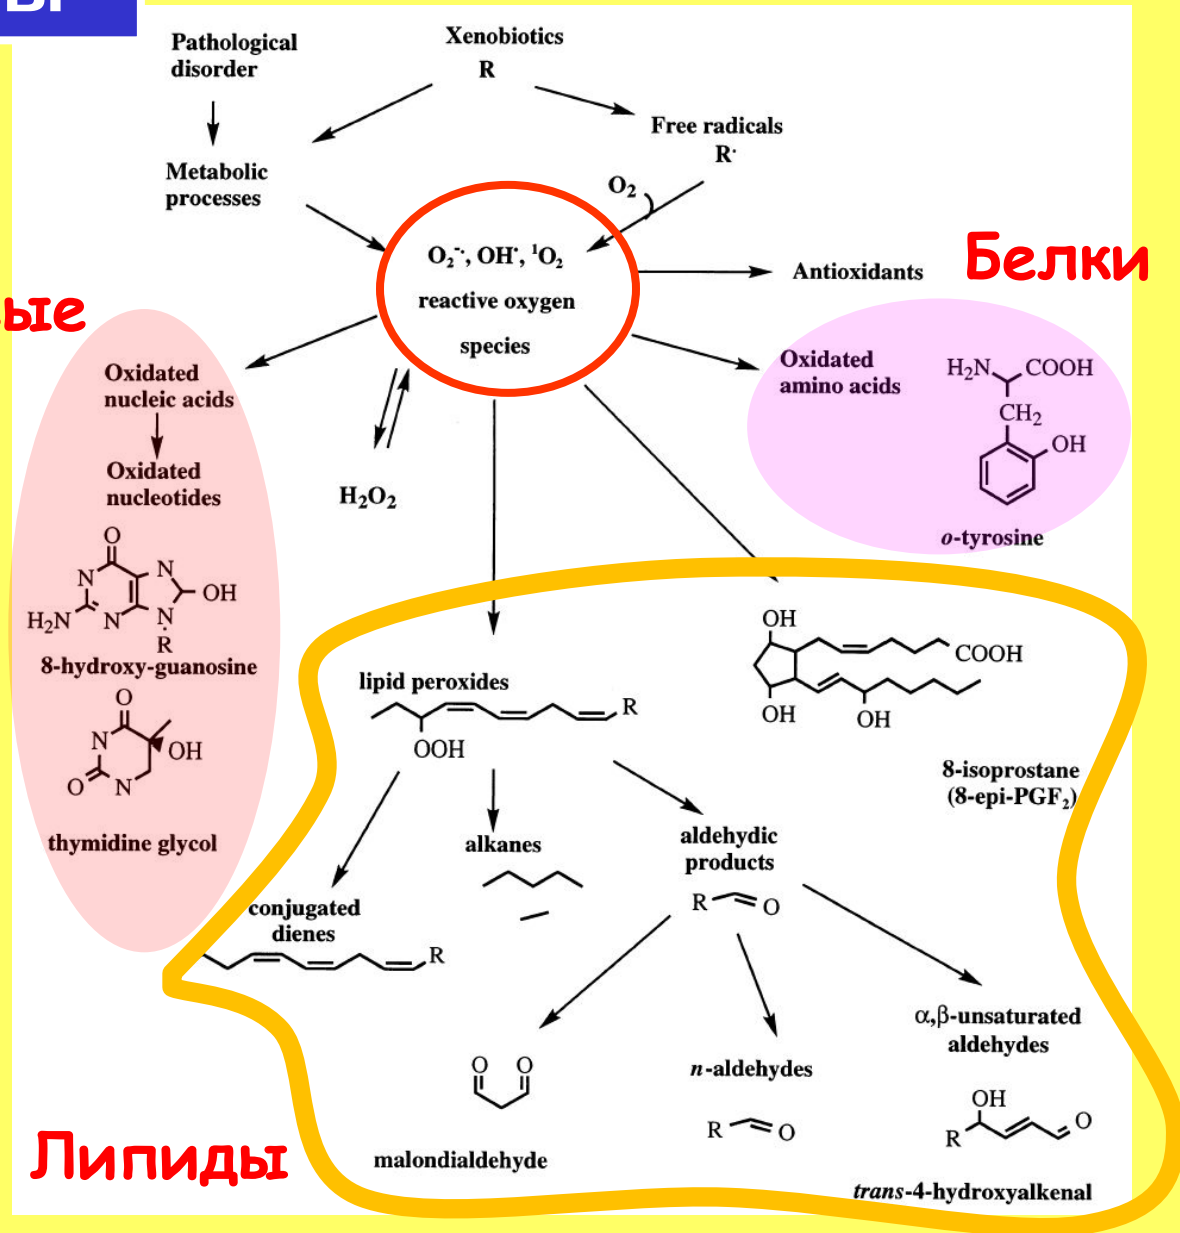 Pathological
disorder
Xenobiotics
R
Free radicals
R·
Metabolic
processes
O₂
O₂⁻·, OH·, ¹O₂
reactive oxygen
species
Antioxidants
Белки
Oxidated
nucleic acids
Oxidated
nucleotides
H₂O₂
Oxidated
amino acids
H₂N
COOH
CH₂
OH
o-tyrosine
O
N
N
OH
H₂N
N
N
R
8-hydroxy-guanosine
O
N
OH
O
N
thymidine glycol
lipid peroxides
R
OOH
OH
COOH
OH
OH
8-isoprostane
(8-epi-PGF₂)
alkanes
aldehydic
products
R
O
conjugated
dienes
R
O
O
malondialdehyde
n-aldehydes
R
O
α,β-unsaturated
aldehydes
OH
R
O
trans-4-hydroxyalkenal
Липиды